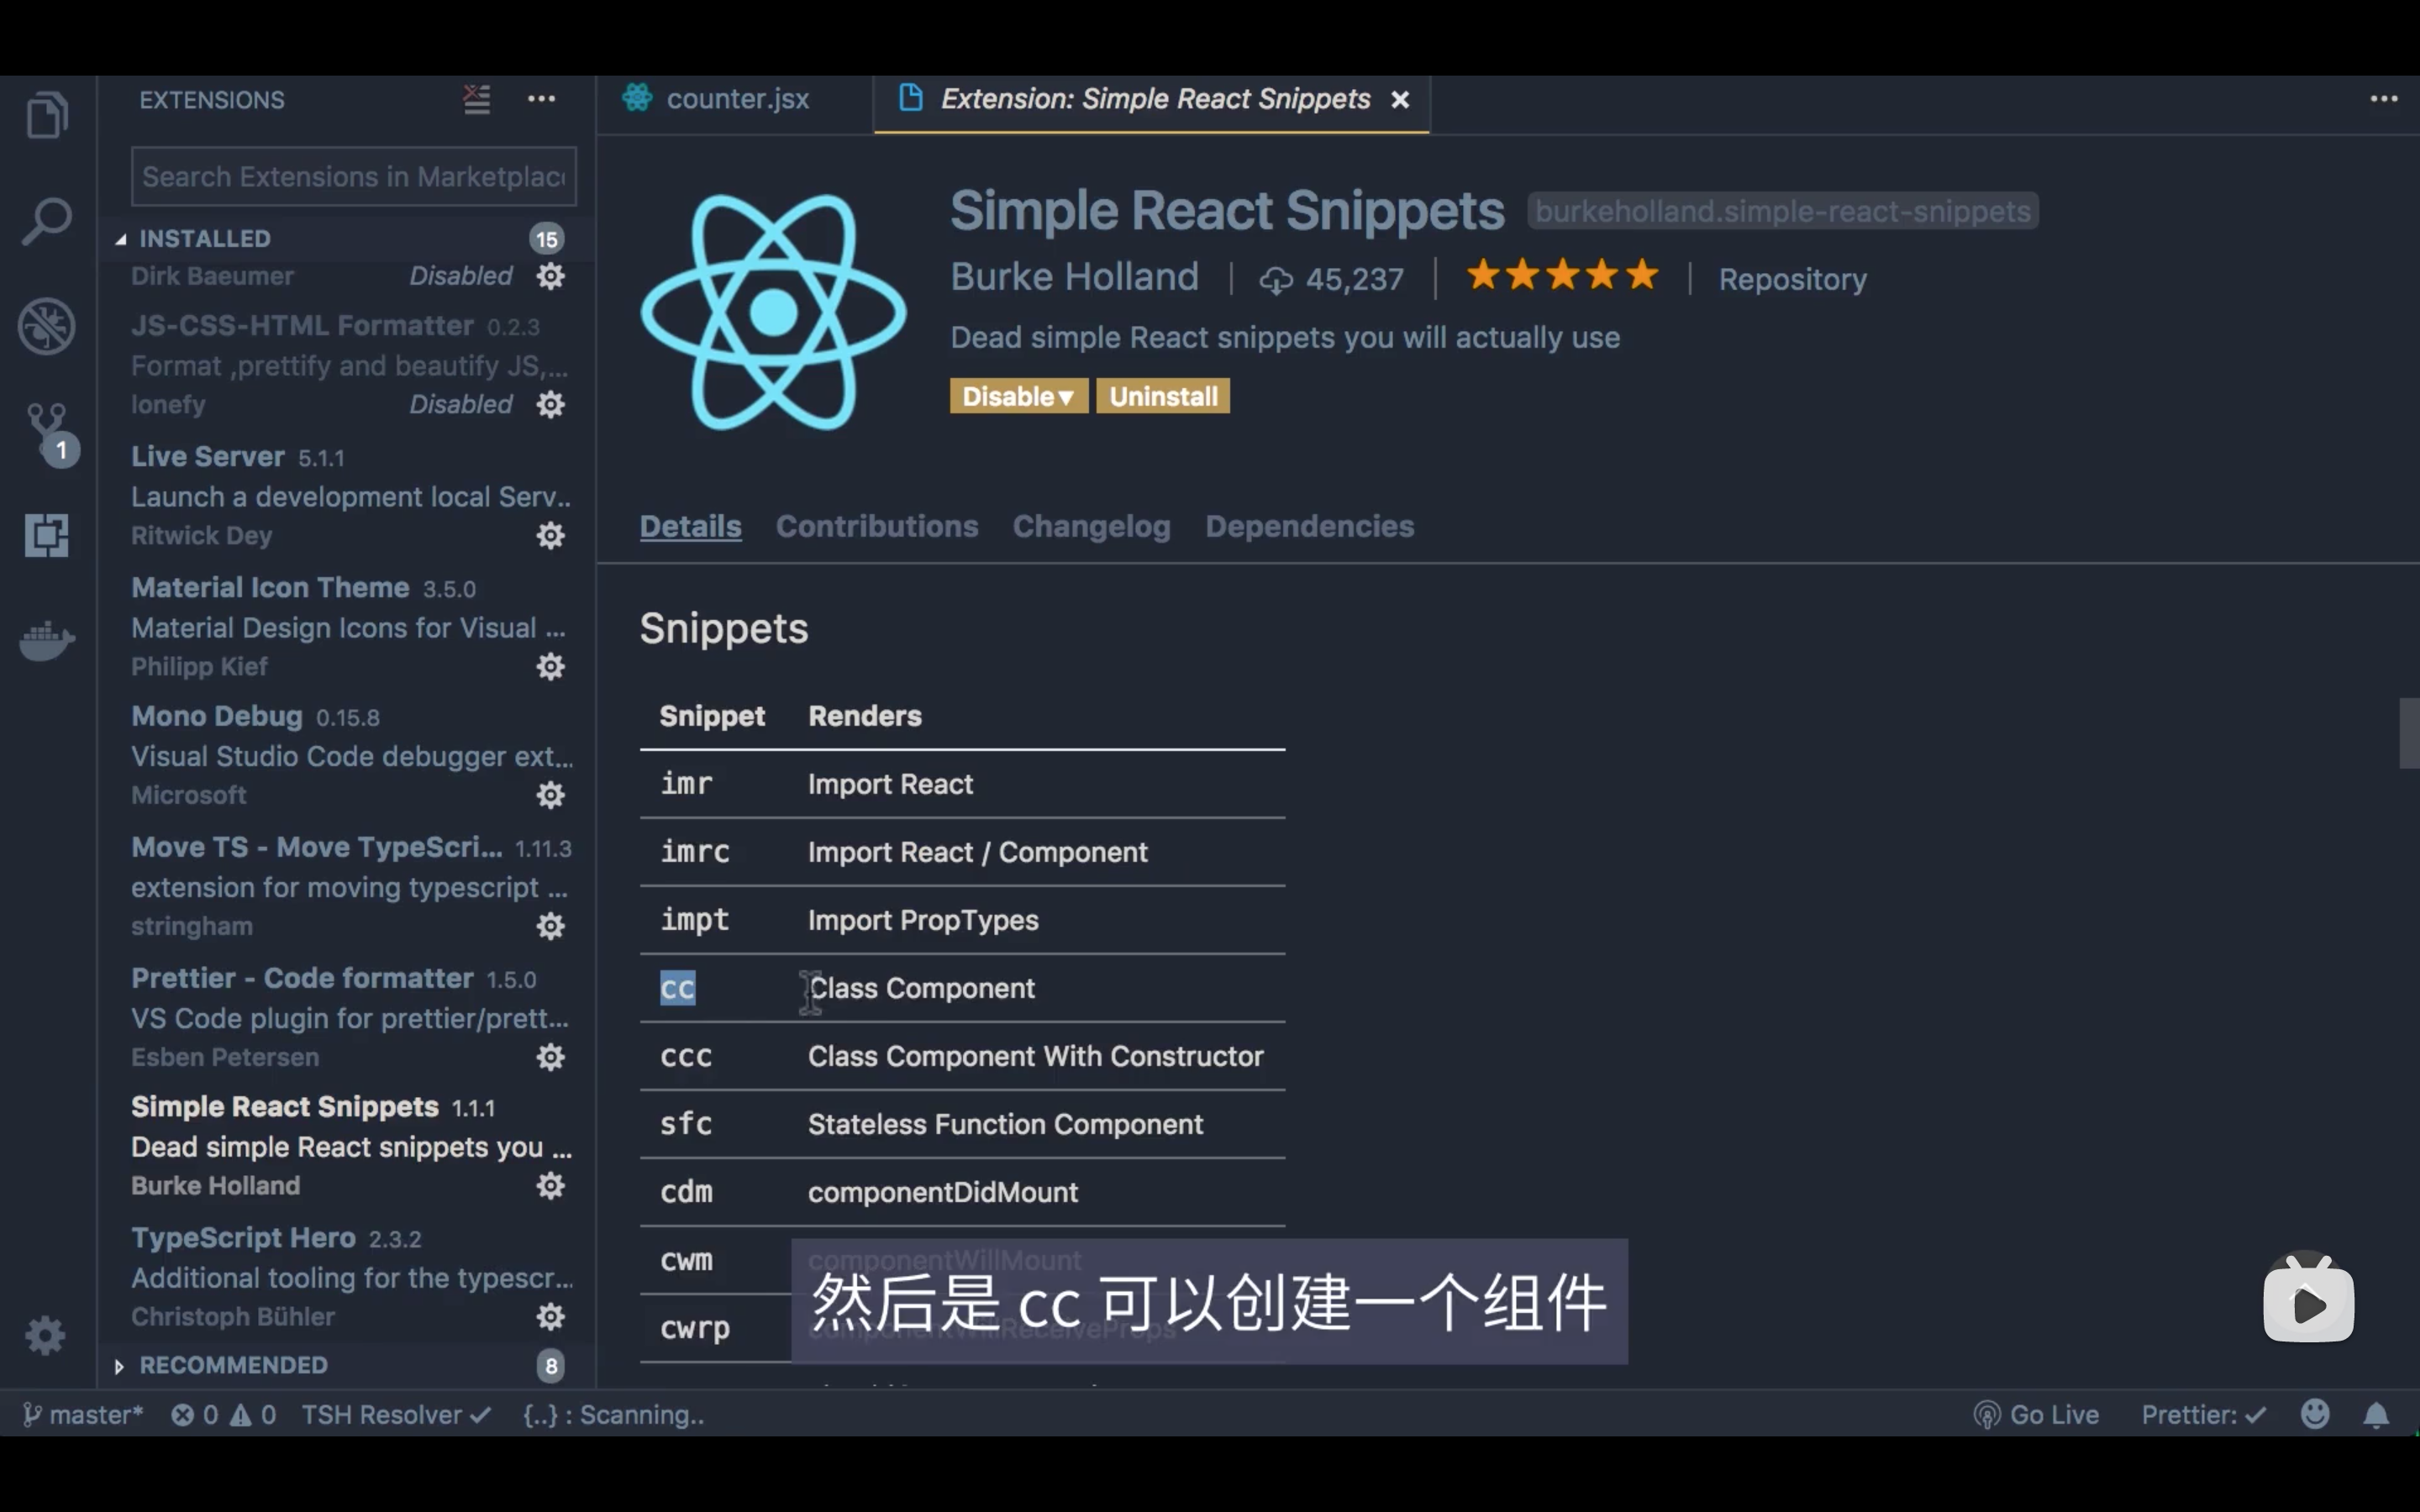 EXTENSIONS
Search Extensions in Marketplac
INSTALLED 15
Dirk Baeumer Disabled
JS-CSS-HTML Formatter 0.2.3
Format ,prettify and beautify JS,...
lonefy Disabled
Live Server 5.1.1
Launch a development local Serv..
Ritwick Dey
Material Icon Theme 3.5.0
Material Design Icons for Visual ...
Philipp Kief
Mono Debug 0.15.8
Visual Studio Code debugger ext...
Microsoft
Move TS - Move TypeScri... 1.11.3
extension for moving typescript ...
stringham
Prettier - Code formatter 1.5.0
VS Code plugin for prettier/prett...
Esben Petersen
Simple React Snippets 1.1.1
Dead simple React snippets you ...
Burke Holland
TypeScript Hero 2.3.2
Additional tooling for the typescr...
Christoph Bühler
RECOMMENDED 8
1
counter.jsx
Extension: Simple React Snippets
Simple React Snippets burkeholland.simple-react-snippets
Burke Holland | 45,237 | ★★★★★ | Repository
Dead simple React snippets you will actually use
Disable▼ Uninstall
Details Contributions Changelog Dependencies
Snippets
Snippet Renders
imr Import React
imrc Import React / Component
impt Import PropTypes
cc Class Component
ccc Class Component With Constructor
sfc Stateless Function Component
cdm componentDidMount
cwm componentWillMount
cwrp componentWillReceiveProps
然后是 cc 可以创建一个组件
master* 0 0 TSH Resolver ✓ {..} : Scanning..
Go Live Prettier: ✓